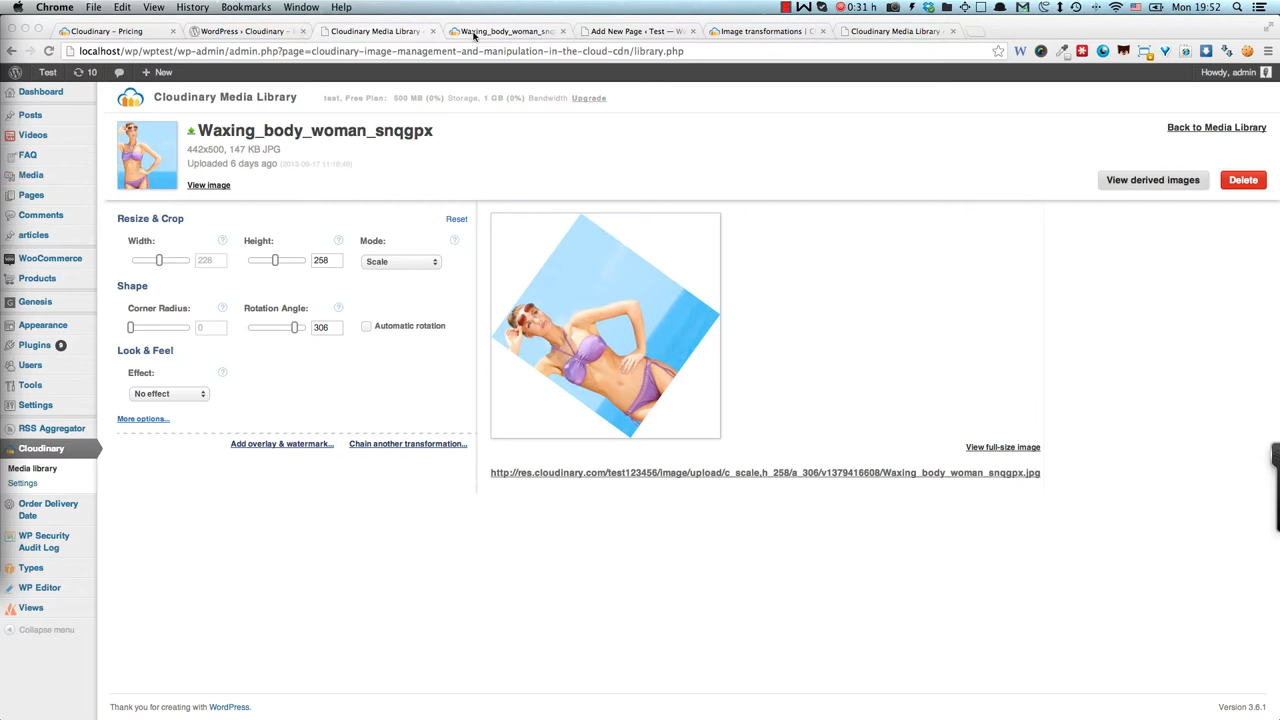 Chrome File Edit View History Bookmarks Window Help 0:31 h Mon 19:52
Cloudinary - Pricing WordPress › Cloudinary – Cloudinary Media Library Waxing_body_woman_snq Add New Page ‹ Test — W Image transformations | C Cloudinary Media Library
localhost/wp/wptest/wp-admin/admin.php?page=cloudinary-image-management-and-manipulation-in-the-cloud-cdn/library.php
Test 10 + New Howdy, admin
Dashboard
Posts
Videos
FAQ
Media
Pages
Comments
articles
WooCommerce
Products
Genesis
Appearance
Plugins
Users
Tools
Settings
RSS Aggregator
Cloudinary
Media library
Settings
Order Delivery
Date
WP Security
Audit Log
Types
WP Editor
Views
Collapse menu
Cloudinary Media Library test, Free Plan: 500 MB (0%) Storage, 1 GB (0%) Bandwidth Upgrade
Waxing_body_woman_snqgpx
Back to Media Library
442x500, 147 KB JPG
Uploaded 6 days ago (2013-09-17 11:16:48)
View image
View derived images Delete
Resize & Crop Reset
Width: ? Height: ? Mode: ?
228 258 Scale
Shape
Corner Radius: ? Rotation Angle: ?
0 306 Automatic rotation
Look & Feel
Effect: ?
No effect
More options...
Add overlay & watermark... Chain another transformation...
View full-size image
http://res.cloudinary.com/test123456/image/upload/c_scale,h_258/a_306/v1379416608/Waxing_body_woman_snqgpx.jpg
Thank you for creating with WordPress. Version 3.6.1